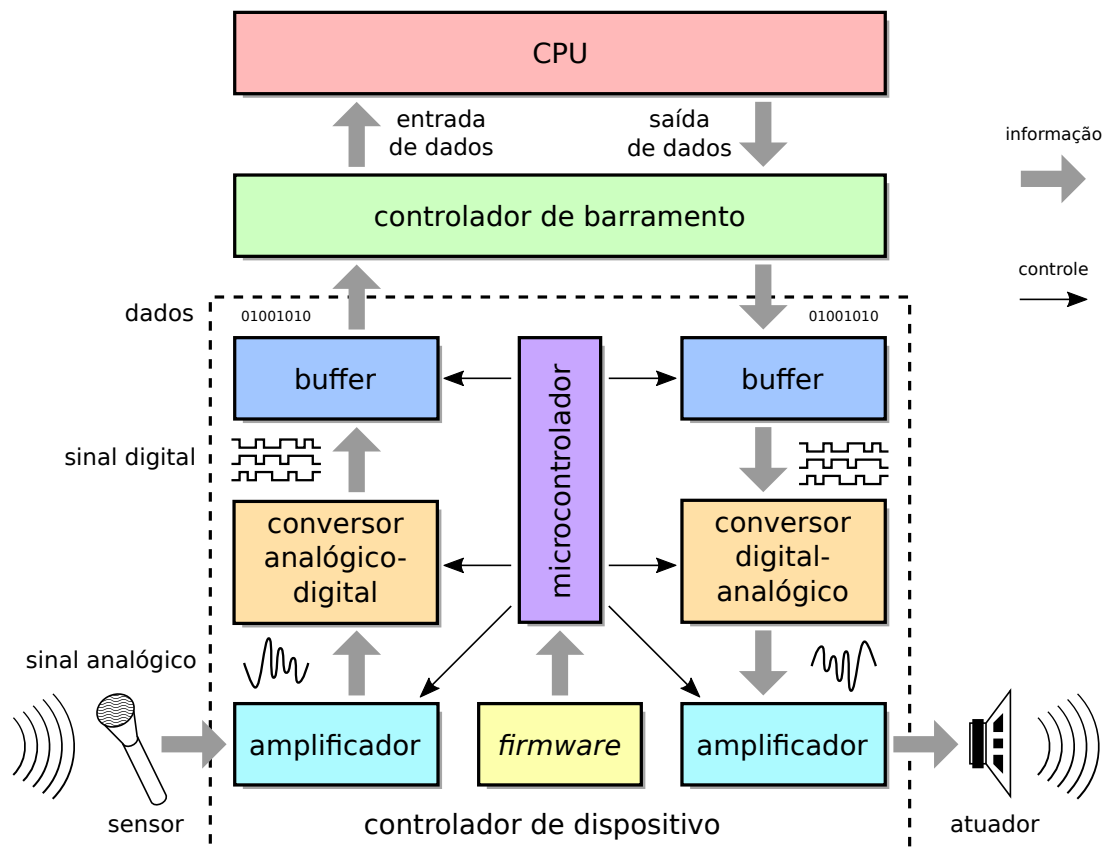 CPU
entrada
de dados
saída
de dados
informação
controlador de barramento
controle
dados
01001010
01001010
buffer
microcontrolador
buffer
sinal digital
conversor
analógico-
digital
conversor
digital-
analógico
sinal analógico
amplificador
firmware
amplificador
sensor
controlador de dispositivo
atuador